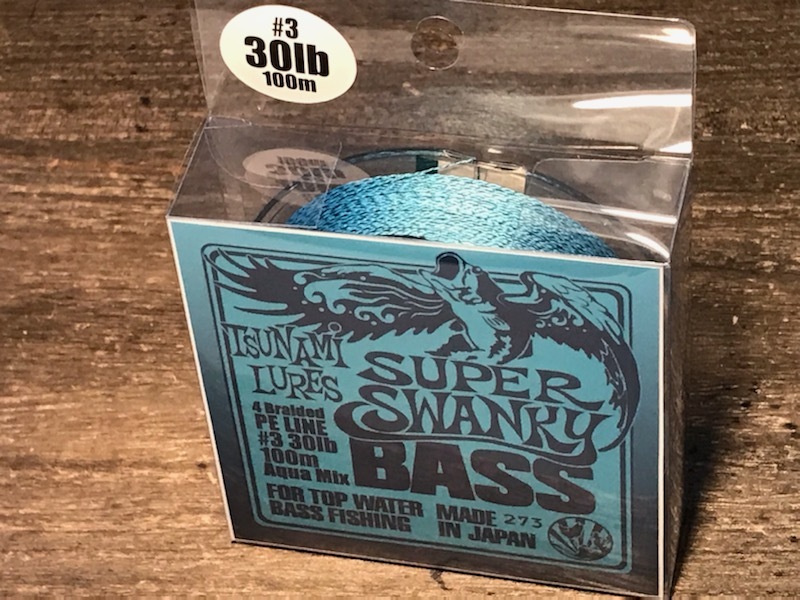 #3
30lb
100m
TSUNAMI
LURES
SUPER
SWANKY
BASS
4 Braided
PE LINE
#3 30lb
100m
Aqua Mix
FOR TOP WATER
BASS FISHING
MADE 273
IN JAPAN